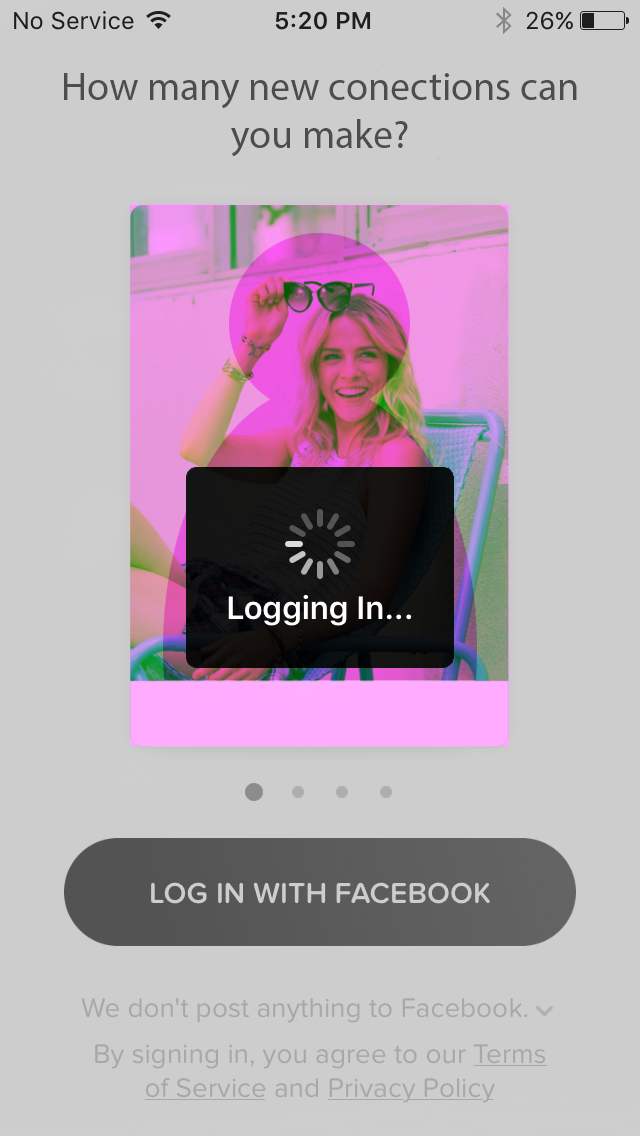 No Service 5:20 PM 26%
How many new conections can
you make?
Logging In...
LOG IN WITH FACEBOOK
We don't post anything to Facebook.
By signing in, you agree to our Terms
of Service and Privacy Policy